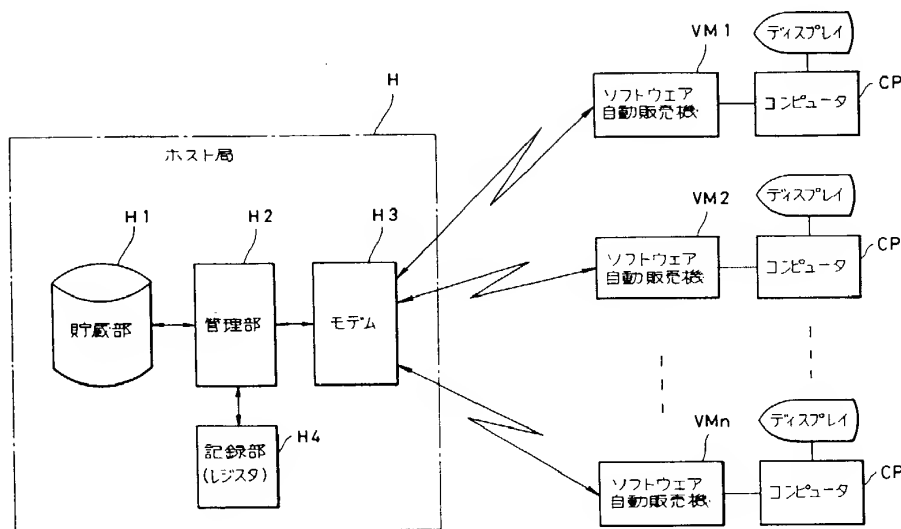 H
ホスト局
H1
貯蔵部
H2
管理部
H3
モデム
H4
記録部
(レジスタ)
VM1
ソフトウェア
自動販売機
ディスプレイ
コンピュータ
CP
VM2
ソフトウェア
自動販売機
ディスプレイ
コンピュータ
CP
VMn
ソフトウェア
自動販売機
ディスプレイ
コンピュータ
CP